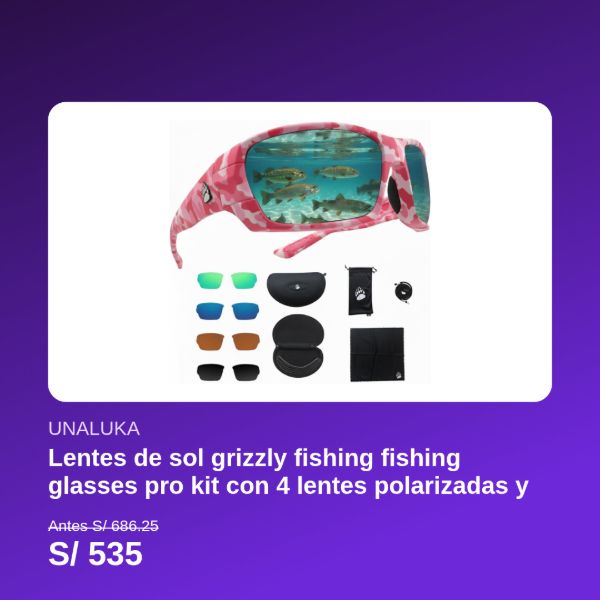 UNALUKA
Lentes de sol grizzly fishing fishing
glasses pro kit con 4 lentes polarizadas y
Antes S/ 686.25
S/ 535